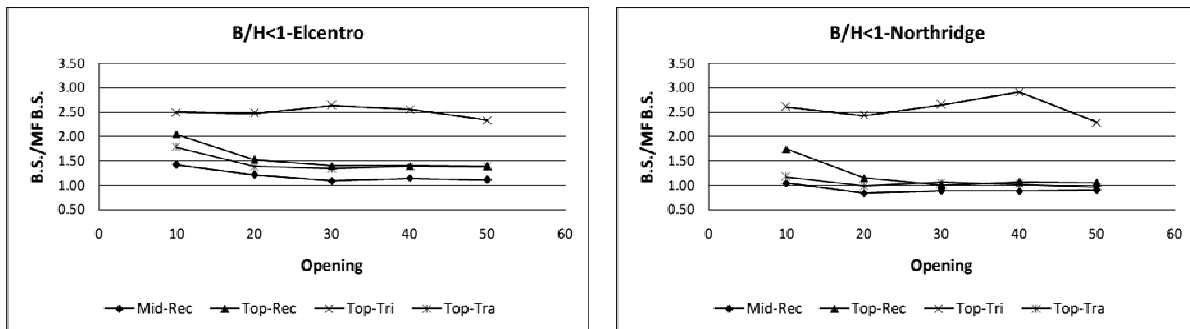 B/H<1-Elcentro
B.S./MF B.S.
3.50
3.00
2.50
2.00
1.50
1.00
0.50
0 10 20 30 40 50 60
Opening
Mid-Rec Top-Rec Top-Tri Top-Tra
B/H<1-Northridge
B.S./MF B.S.
3.50
3.00
2.50
2.00
1.50
1.00
0.50
0 10 20 30 40 50 60
Opening
Mid-Rec Top-Rec Top-Tri Top-Tra